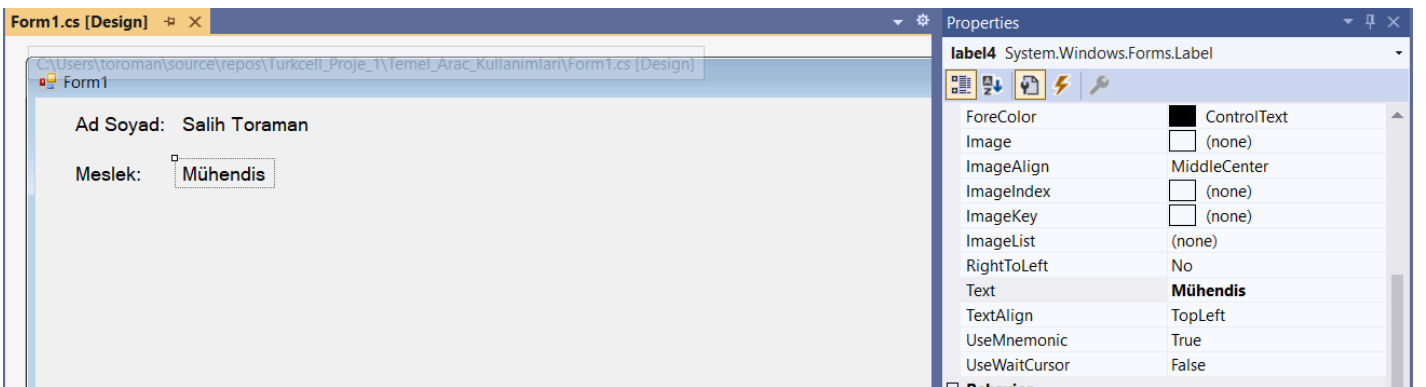 Form1.cs [Design]
C:\Users\toroman\source\repos\Turkcell_Proje_1\Temel_Arac_Kullanimlari\Form1.cs [Design]
Form1
Ad Soyad: Salih Toraman
Meslek: Mühendis
Properties
label4 System.Windows.Forms.Label
ForeColor ControlText
Image (none)
ImageAlign MiddleCenter
ImageIndex (none)
ImageKey (none)
ImageList (none)
RightToLeft No
Text Mühendis
TextAlign TopLeft
UseMnemonic True
UseWaitCursor False
Behavior